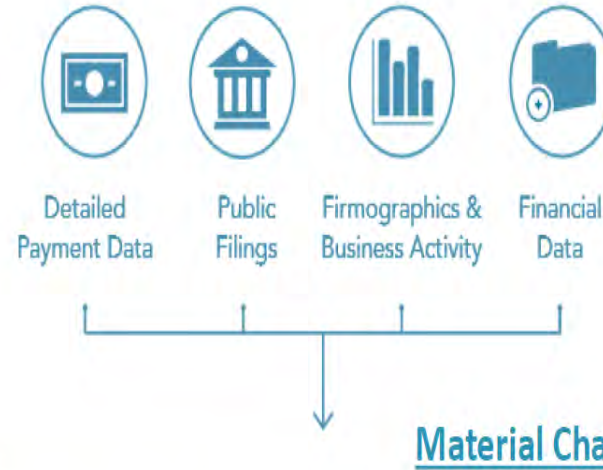 Detailed
Payment Data
Public
Filings
Firmographics &
Business Activity
Financial
Data
Material Cha